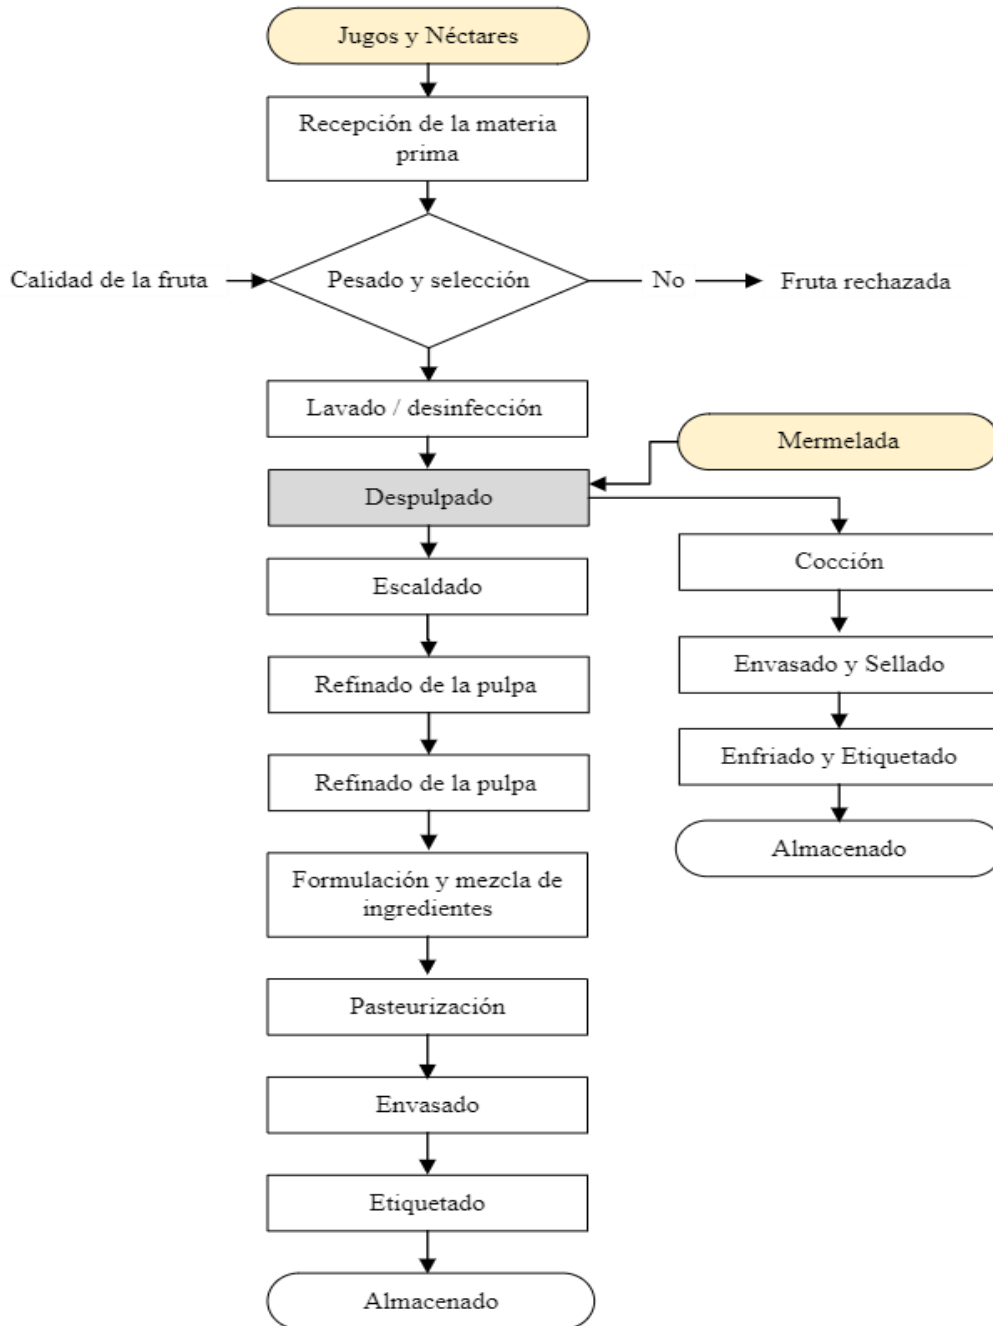 Jugos y Néctares
Recepción de la materia
prima
Calidad de la fruta
Pesado y selección
No
Fruta rechazada
Lavado / desinfección
Mermelada
Despulpado
Cocción
Escaldado
Envasado y Sellado
Refinado de la pulpa
Enfriado y Etiquetado
Refinado de la pulpa
Almacenado
Formulación y mezcla de
ingredientes
Pasteurización
Envasado
Etiquetado
Almacenado